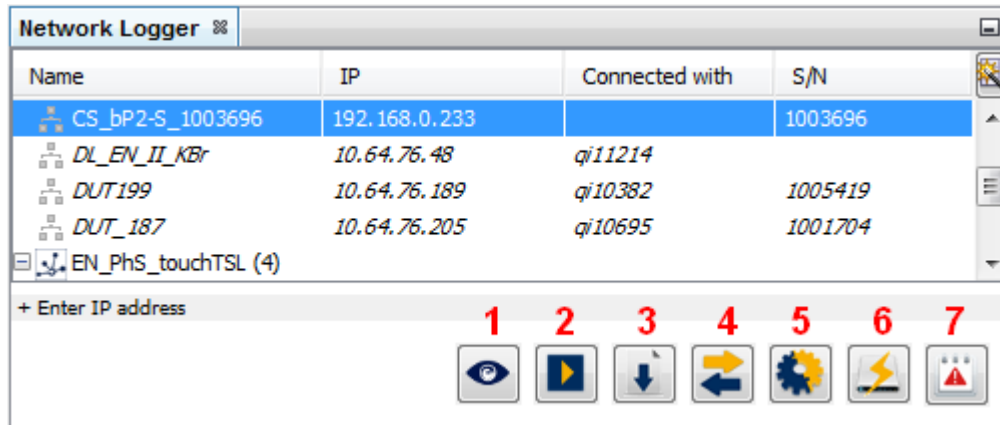 Network Logger
Name IP Connected with S/N
CS_bP2-S_1003696 192.168.0.233 1003696
DL_EN_II_KBr 10.64.76.48 qi11214
DUT199 10.64.76.189 qi10382 1005419
DUT_187 10.64.76.205 qi10695 1001704
EN_PhS_touchTSL (4)
+ Enter IP address
1 2 3 4 5 6 7